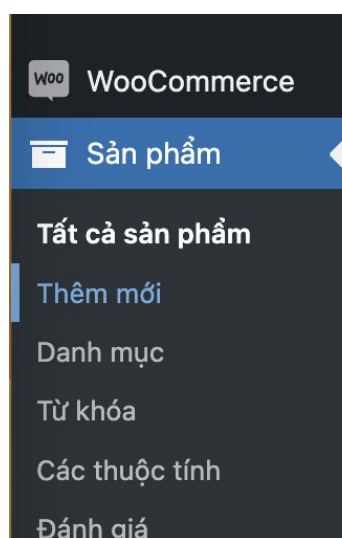 Woo WooCommerce
Sản phẩm
Tất cả sản phẩm
Thêm mới
Danh mục
Từ khóa
Các thuộc tính
Đánh giá